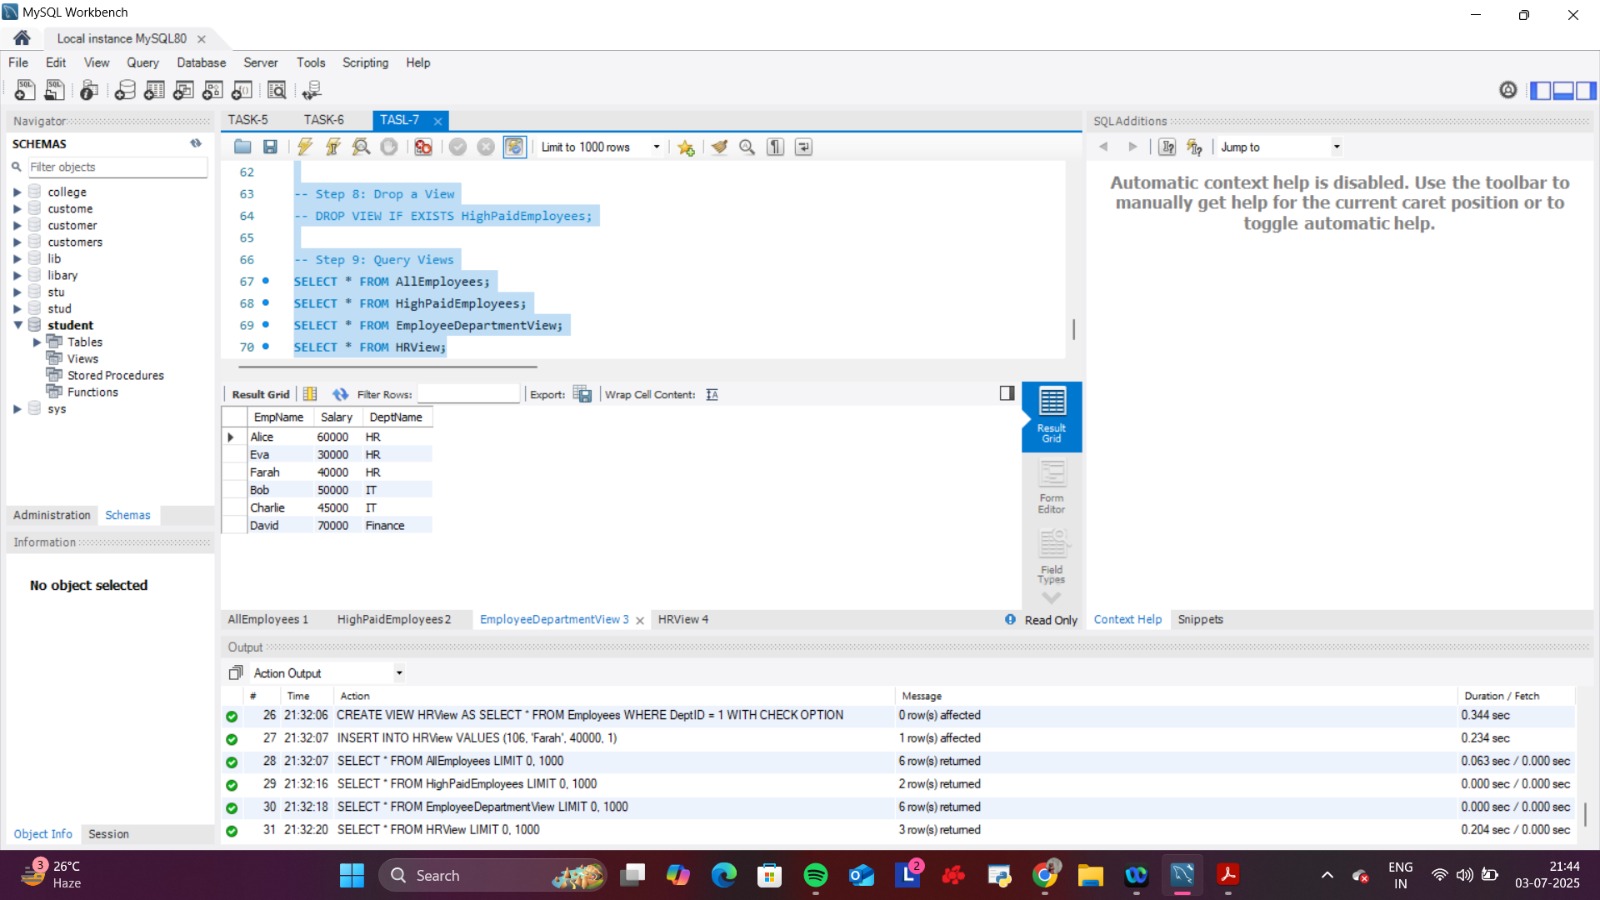 MySQL Workbench
Local instance MySQL80
File Edit View Query Database Server Tools Scripting Help
Navigator
SCHEMAS
Filter objects
college
custome
customer
customers
lib
libary
stu
stud
student
Tables
Views
Stored Procedures
Functions
sys
Administration Schemas
Information
No object selected
Object Info Session
TASK-5 TASK-6 TASL-7
Limit to 1000 rows
62
63 -- Step 8: Drop a View
64 -- DROP VIEW IF EXISTS HighPaidEmployees;
65
66 -- Step 9: Query Views
67 SELECT * FROM AllEmployees;
68 SELECT * FROM HighPaidEmployees;
69 SELECT * FROM EmployeeDepartmentView;
70 SELECT * FROM HRView;
Result Grid Filter Rows: Export: Wrap Cell Content:
EmpName Salary DeptName
Alice 60000 HR
Eva 30000 HR
Farah 40000 HR
Bob 50000 IT
Charlie 45000 IT
David 70000 Finance
Result
Grid
Form
Editor
Field
Types
AllEmployees 1 HighPaidEmployees 2 EmployeeDepartmentView 3 HRView 4 Read Only
SQLAdditions
Jump to
Automatic context help is disabled. Use the toolbar to
manually get help for the current caret position or to
toggle automatic help.
Context Help Snippets
Output
Action Output
# Time Action Message Duration / Fetch
26 21:32:06 CREATE VIEW HRView AS SELECT * FROM Employees WHERE DeptID = 1 WITH CHECK OPTION 0 row(s) affected 0.344 sec
27 21:32:07 INSERT INTO HRView VALUES (106, 'Farah', 40000, 1) 1 row(s) affected 0.234 sec
28 21:32:07 SELECT * FROM AllEmployees LIMIT 0, 1000 6 row(s) returned 0.063 sec / 0.000 sec
29 21:32:16 SELECT * FROM HighPaidEmployees LIMIT 0, 1000 2 row(s) returned 0.000 sec / 0.000 sec
30 21:32:18 SELECT * FROM EmployeeDepartmentView LIMIT 0, 1000 6 row(s) returned 0.000 sec / 0.000 sec
31 21:32:20 SELECT * FROM HRView LIMIT 0, 1000 3 row(s) returned 0.204 sec / 0.000 sec
3
26°C
Haze
Search
L
2
ENG
IN
21:44
03-07-2025